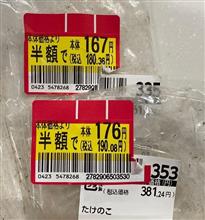 本体価格より
半額で
本体 167円
(税込 180.36円)
0423 5478268 2782906
335
本体価格より
半額で
本体 176円
(税込 190.08円)
0423 5478268 2782906503530
353
(税込価格 381.24円)
たけのこ